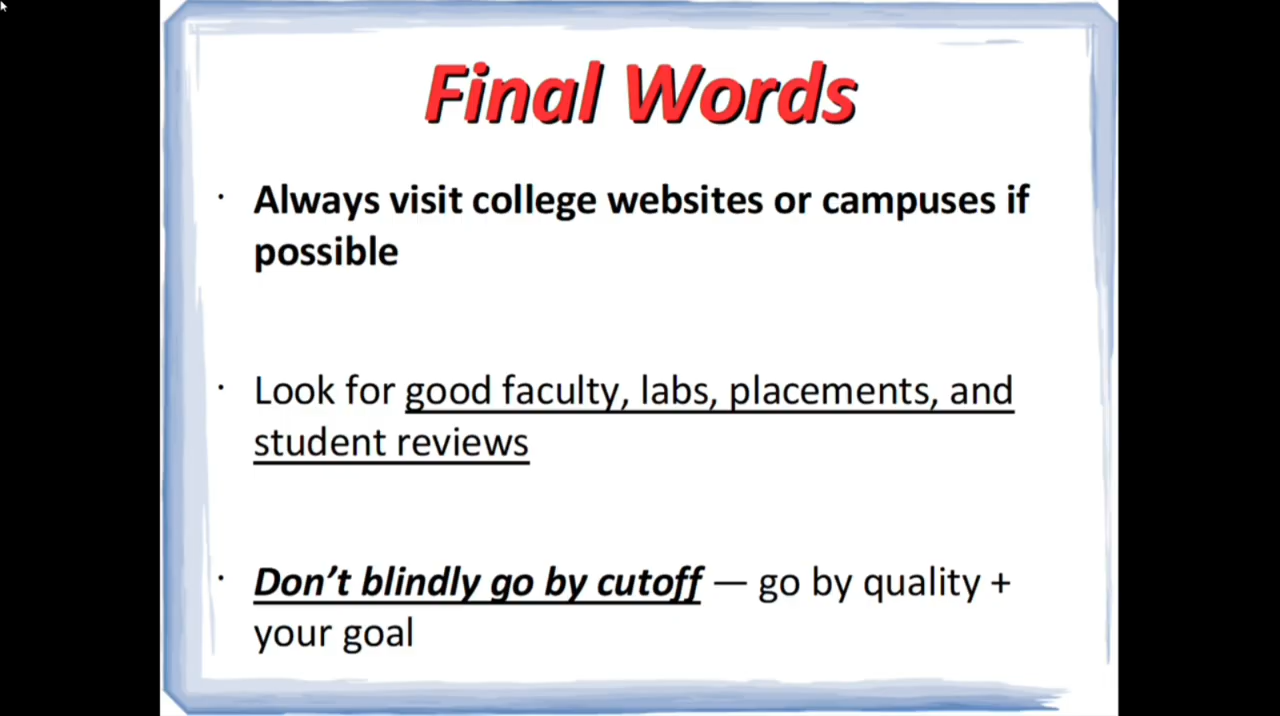 Final Words
· Always visit college websites or campuses if
possible
· Look for good faculty, labs, placements, and
student reviews
· Don’t blindly go by cutoff — go by quality +
your goal